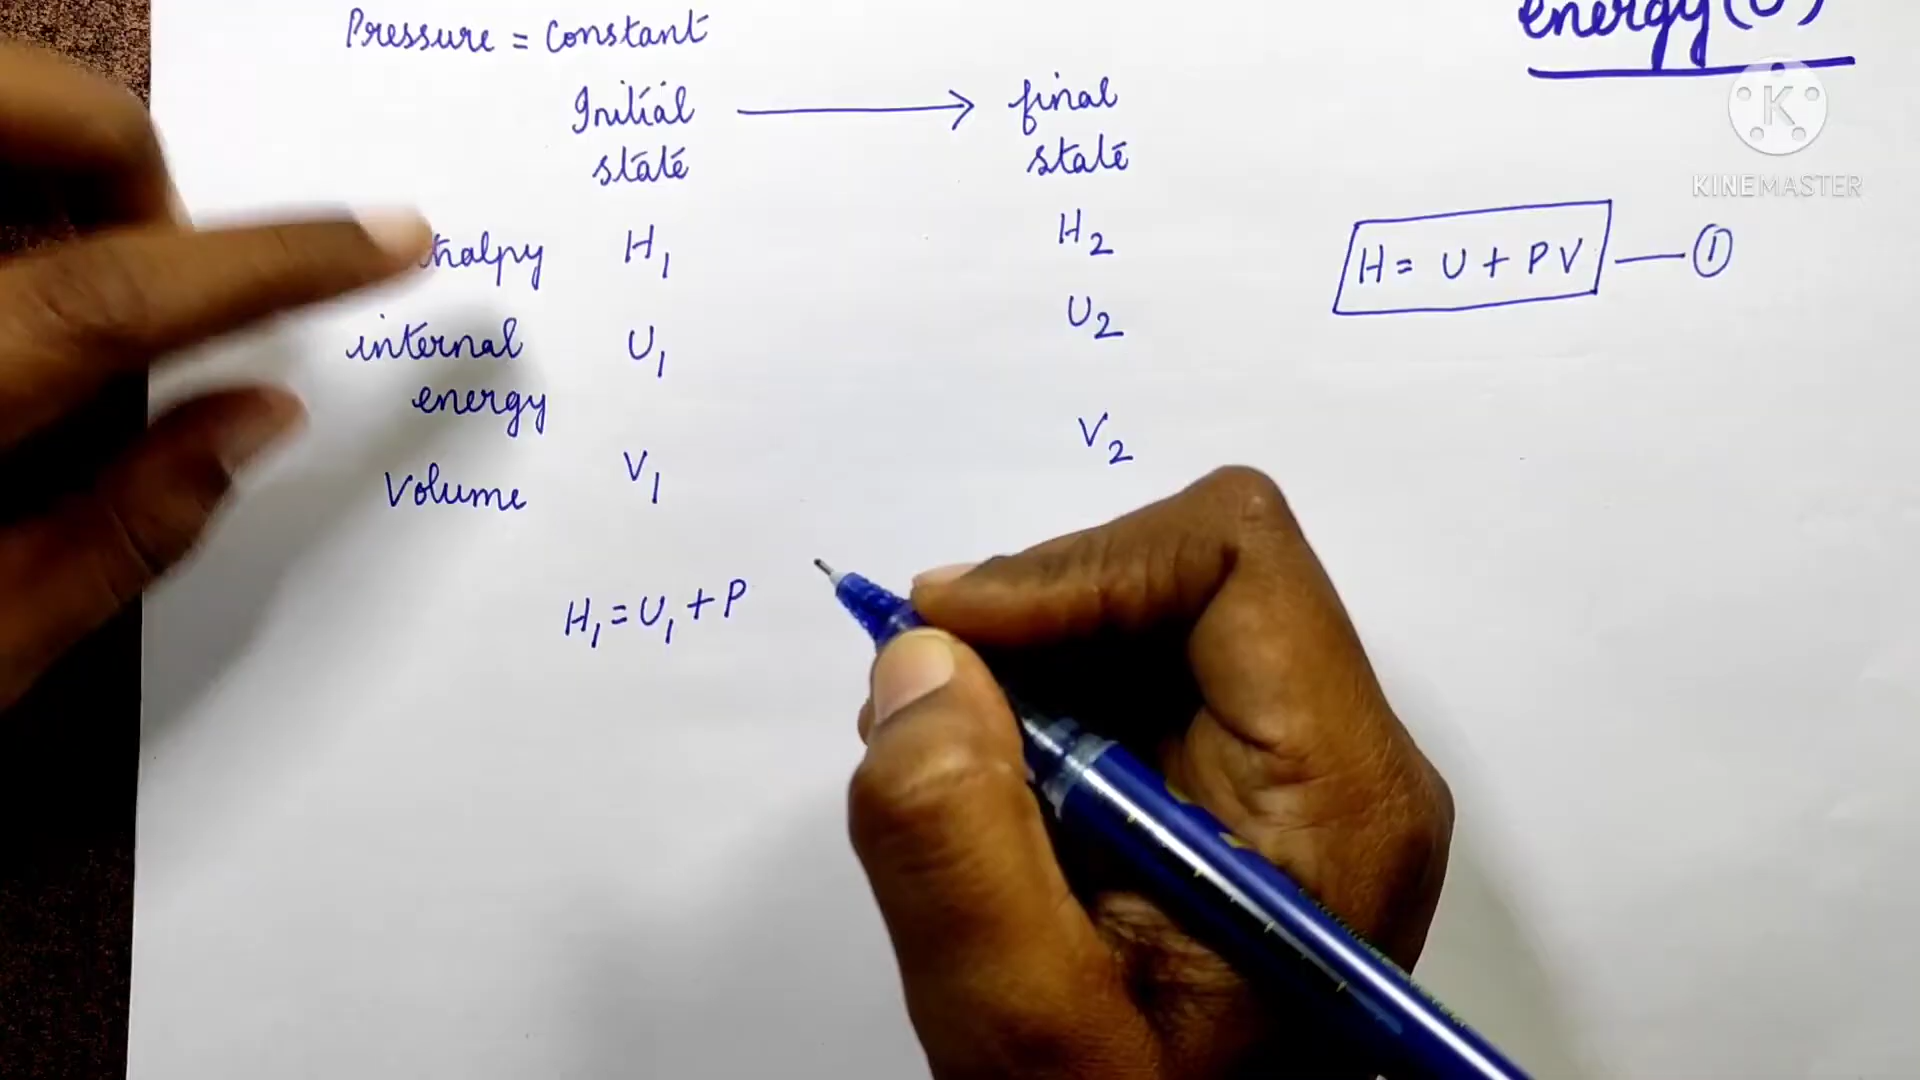 energy (U)
Pressure = Constant
Initial → final
state state
H₁ H₂
internal U₁ U₂
energy
Volume V₁ V₂
H = U + PV — ①
H₁ = U₁ + P
K
KINEMASTER